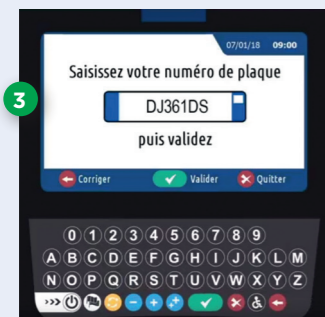 07/01/18 09:00
Saisissez votre numéro de plaque
3
DJ361DS
puis validez
Corriger Valider Quitter
0 1 2 3 4 5 6 7 8 9
A B C D E F G H I J K L M
N O P Q R S T U V W X Y Z
>>>